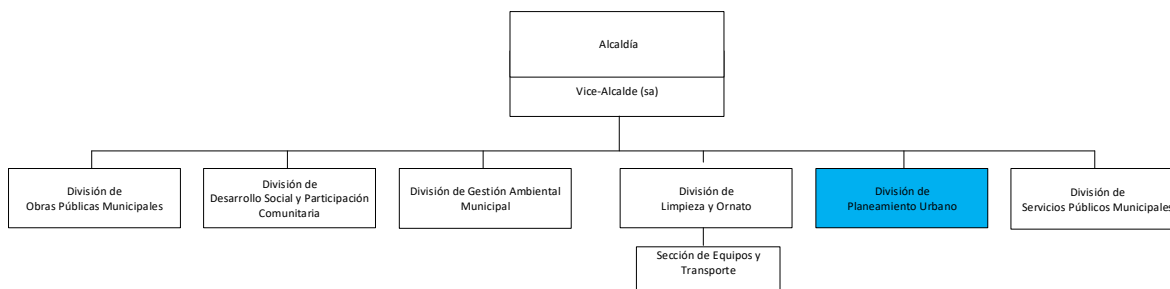 Alcaldía
Vice-Alcalde (sa)
División de
Obras Públicas Municipales
División de
Desarrollo Social y Participación
Comunitaria
División de Gestión Ambiental
Municipal
División de
Limpieza y Ornato
División de
Planeamiento Urbano
División de
Servicios Públicos Municipales
Sección de Equipos y
Transporte